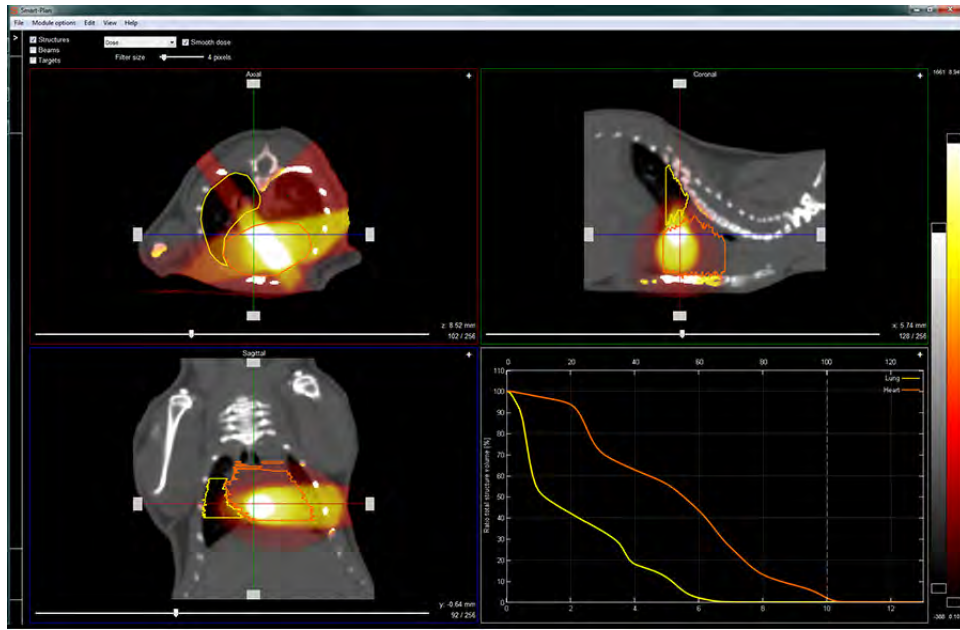 Smart-Plan
File Module options Edit View Help
>
Structures
Beams
Targets
Dose
Smooth dose
Filter size
4 pixels
Axial
z: 8.52 mm
102 / 256
Coronal
x: 5.74 mm
128 / 256
Sagittal
y: -0.64 mm
92 / 256
0 20 40 60 80 100 120
Lung
Heart
Ratio total structure volume [%]
110
100
90
80
70
60
50
40
30
20
10
0
0 2 4 6 8 10 12
1661
-368